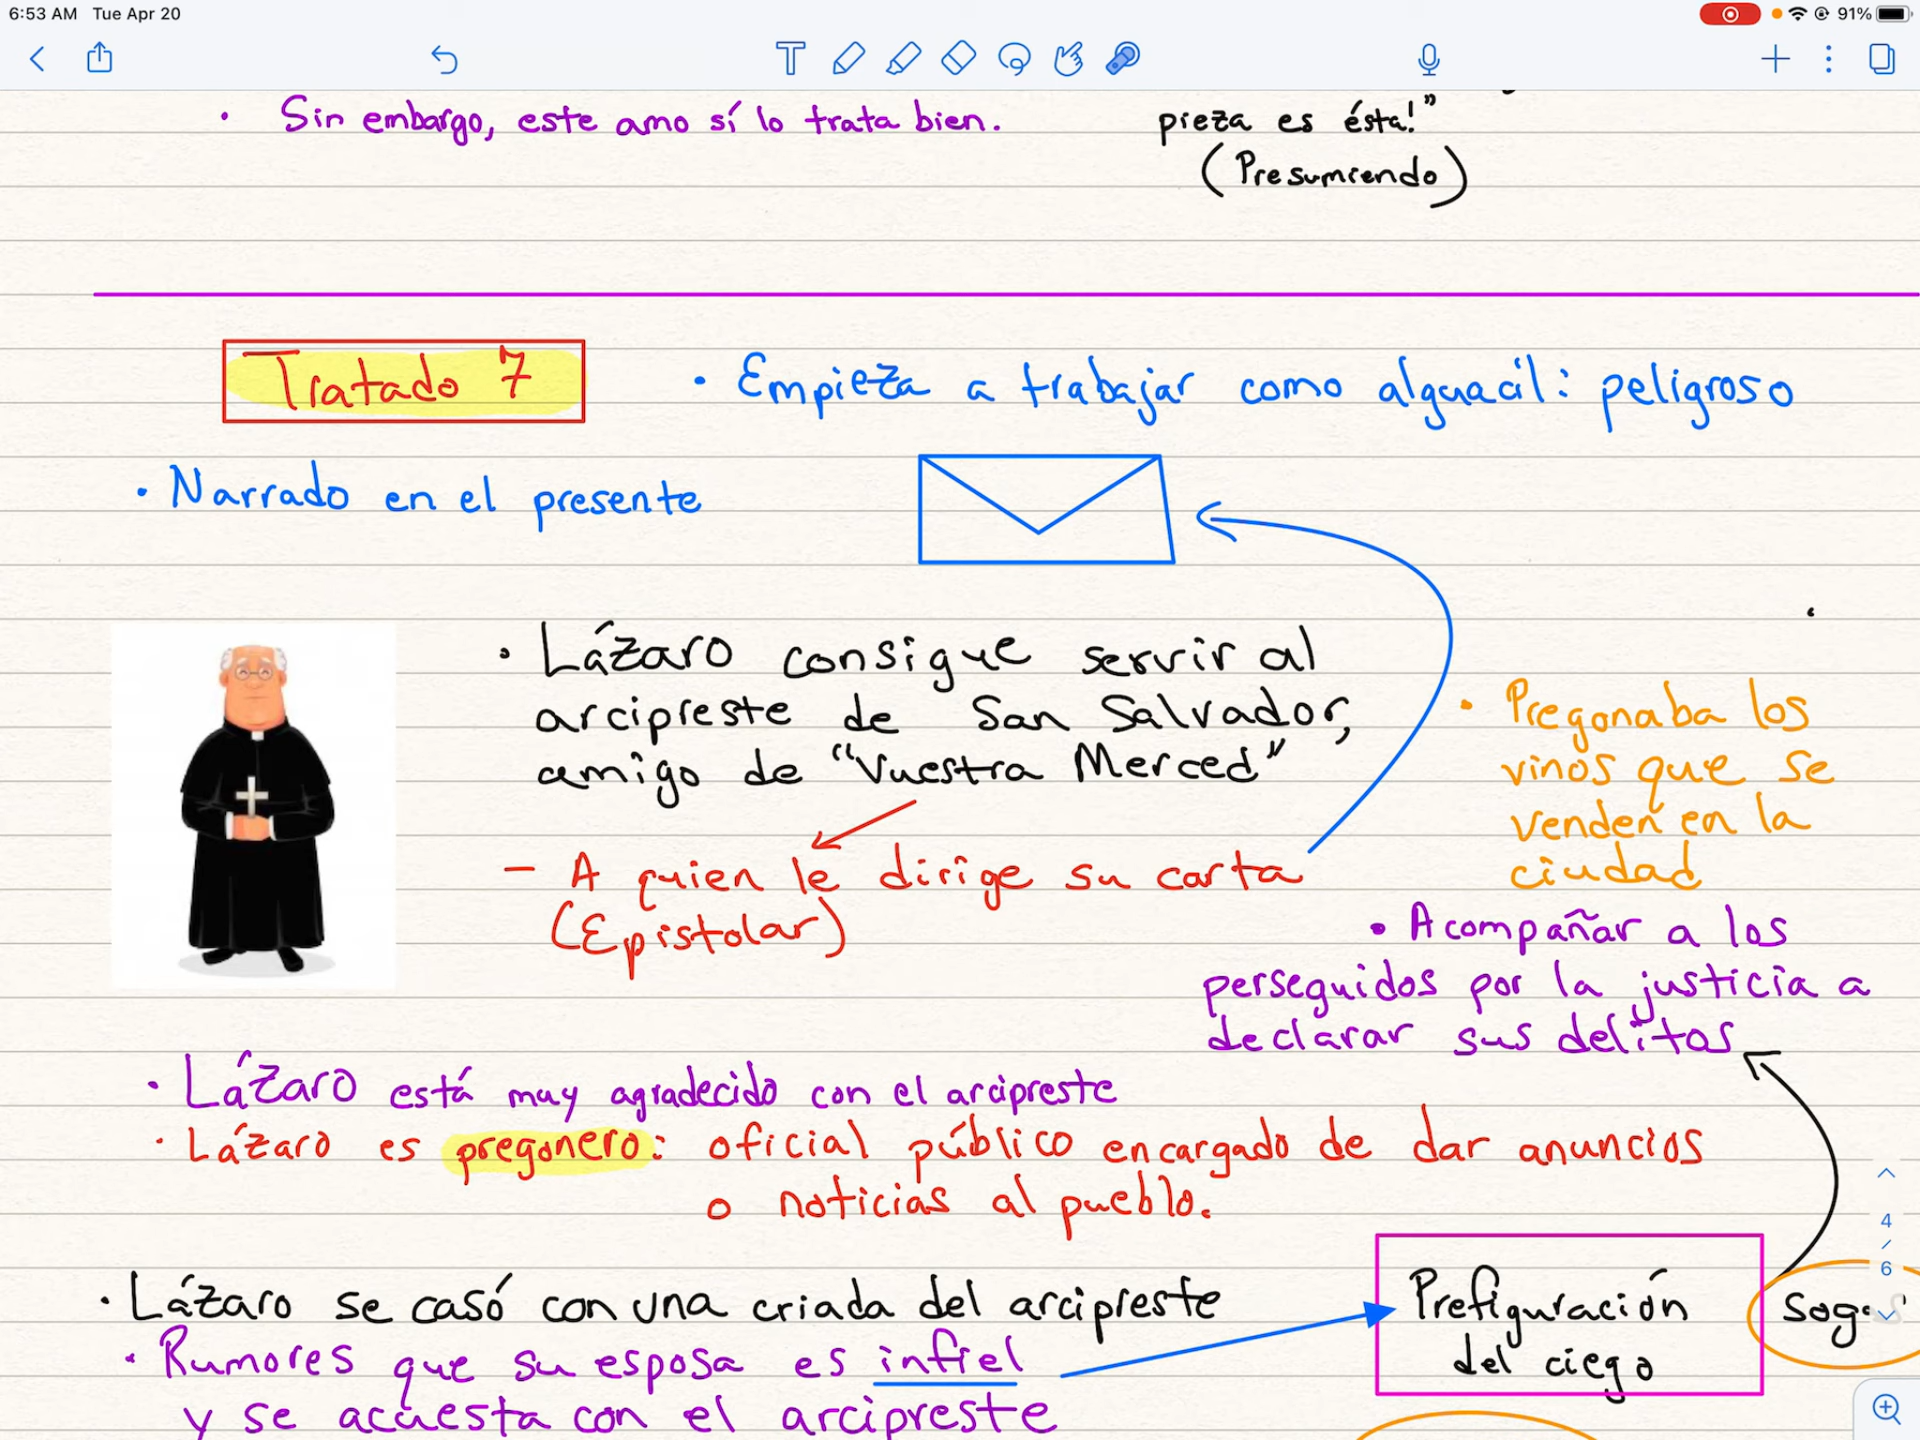 6:53 AM Tue Apr 20
91%
Sin embargo, este amo sí lo trata bien.
pieza es ésta!”
(Presumiendo)
Tratado 7
• Empieza a trabajar como alguacil: peligroso
• Narrado en el presente
• Lázaro consigue servir al
arcipreste de San Salvador,
amigo de “Vuestra Merced”
- A quien le dirige su carta
(Epistolar)
• Pregonaba los
vinos que se
venden en la
ciudad
• Acompañar a los
perseguidos por la justicia a
declarar sus delitos
• Lázaro está muy agradecido con el arcipreste
• Lázaro es pregonero: oficial público encargado de dar anuncios
o noticias al pueblo.
• Lázaro se casó con una criada del arcipreste
• Rumores que su esposa es infiel
y se acuesta con el arcipreste
Prefiguración
del ciego
4
/
6